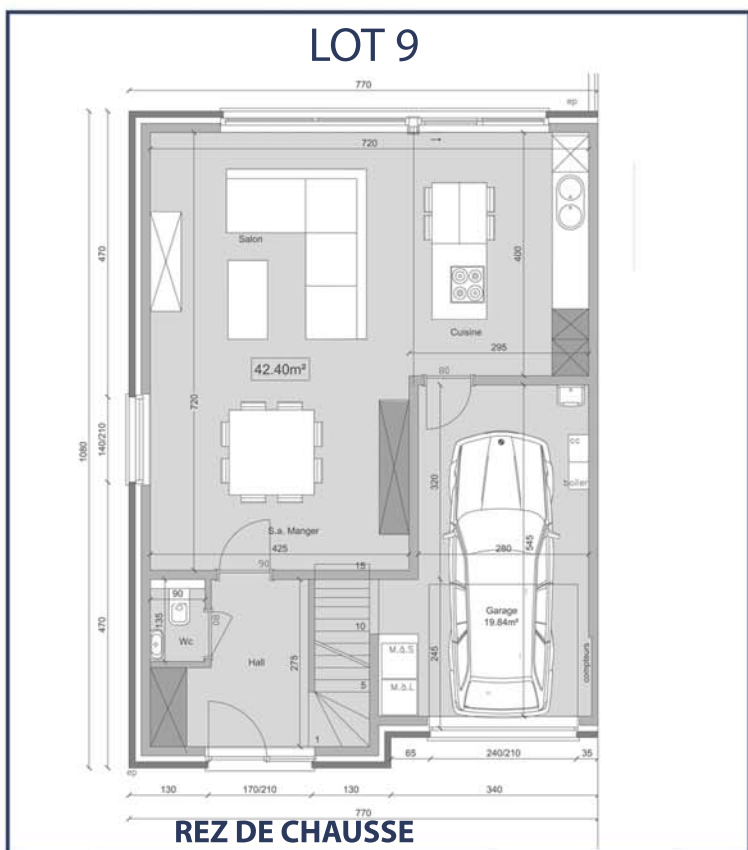 LOT 9
770
ep
720
Salon
470
400
Cuisine
295
42.40m²
80
720
1080
140/210
cc
boiler
320
S.a. Manger
425
280
545
90
15
90
135
80
Wc
10
Garage
19.84m²
470
Hall
275
M.à.S
245
compteurs
M.à.L
5
1
65
240/210
35
ep
130
170/210
130
340
770
REZ DE CHAUSSE